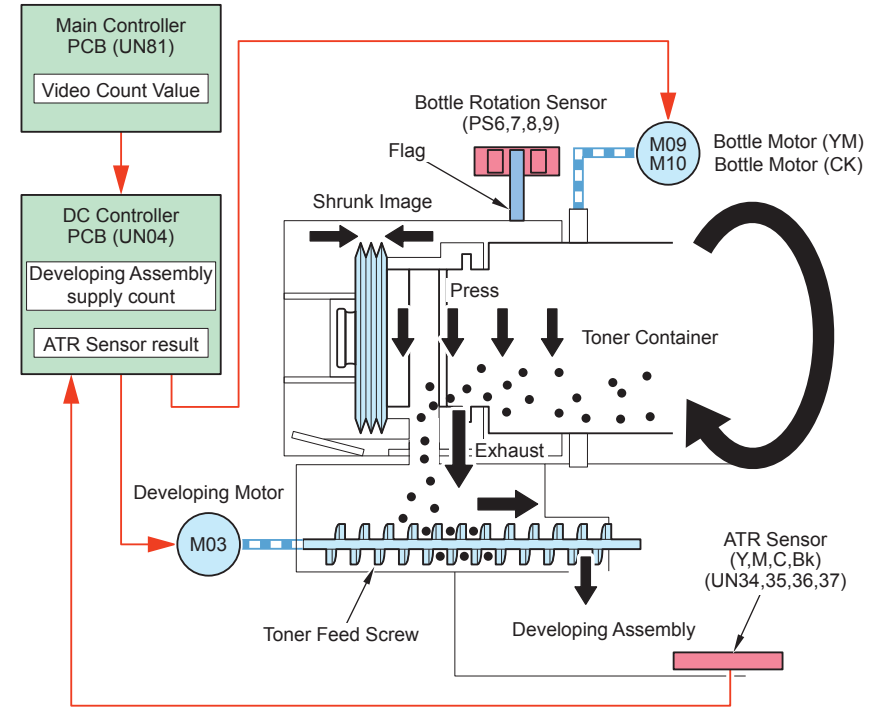 Main Controller
PCB (UN81)
Video Count Value
DC Controller
PCB (UN04)
Developing Assembly
supply count
ATR Sensor result
Bottle Rotation Sensor
(PS6,7,8,9)
Flag
Shrunk Image
M09
M10
Bottle Motor (YM)
Bottle Motor (CK)
Press
Toner Container
Exhaust
Developing Motor
M03
Toner Feed Screw
Developing Assembly
ATR Sensor
(Y,M,C,Bk)
(UN34,35,36,37)